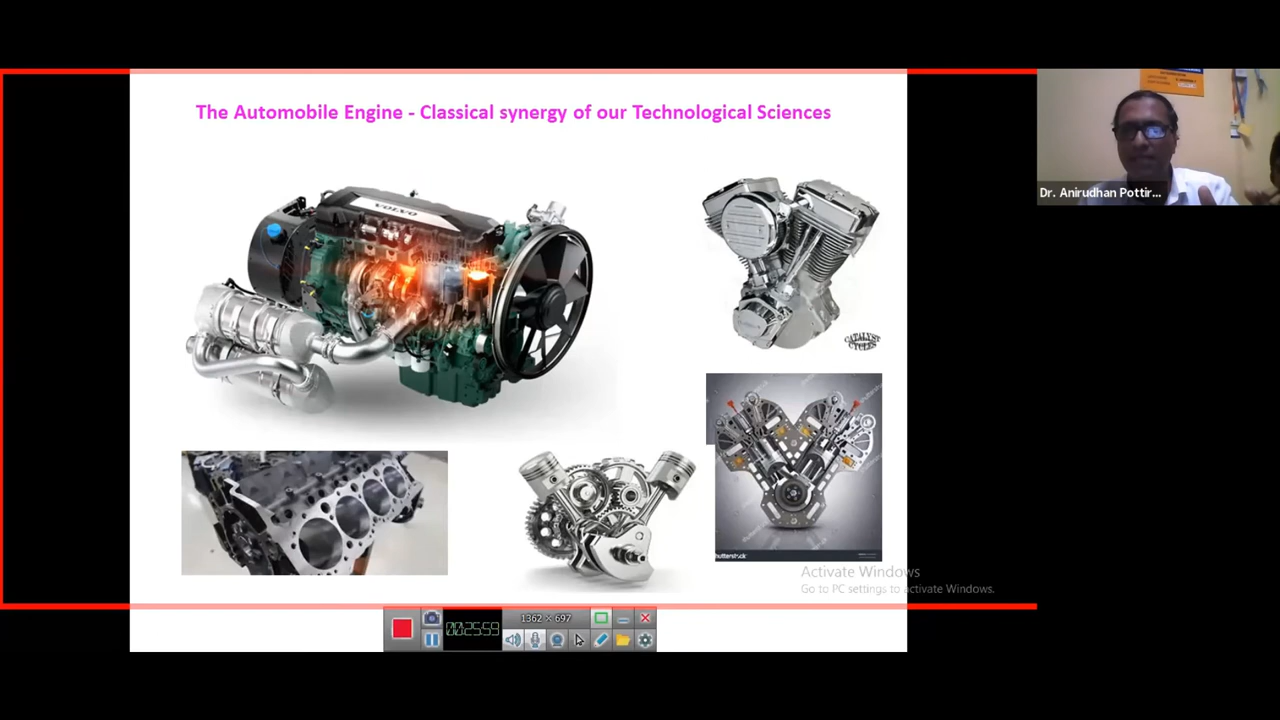 The Automobile Engine - Classical synergy of our Technological Sciences
VOLVO
Dr. Anirudhan Pottir...
CATALYST
CYCLES
shutterstock
Activate Windows
Go to PC settings to activate Windows.
00:25:59
1362 × 697